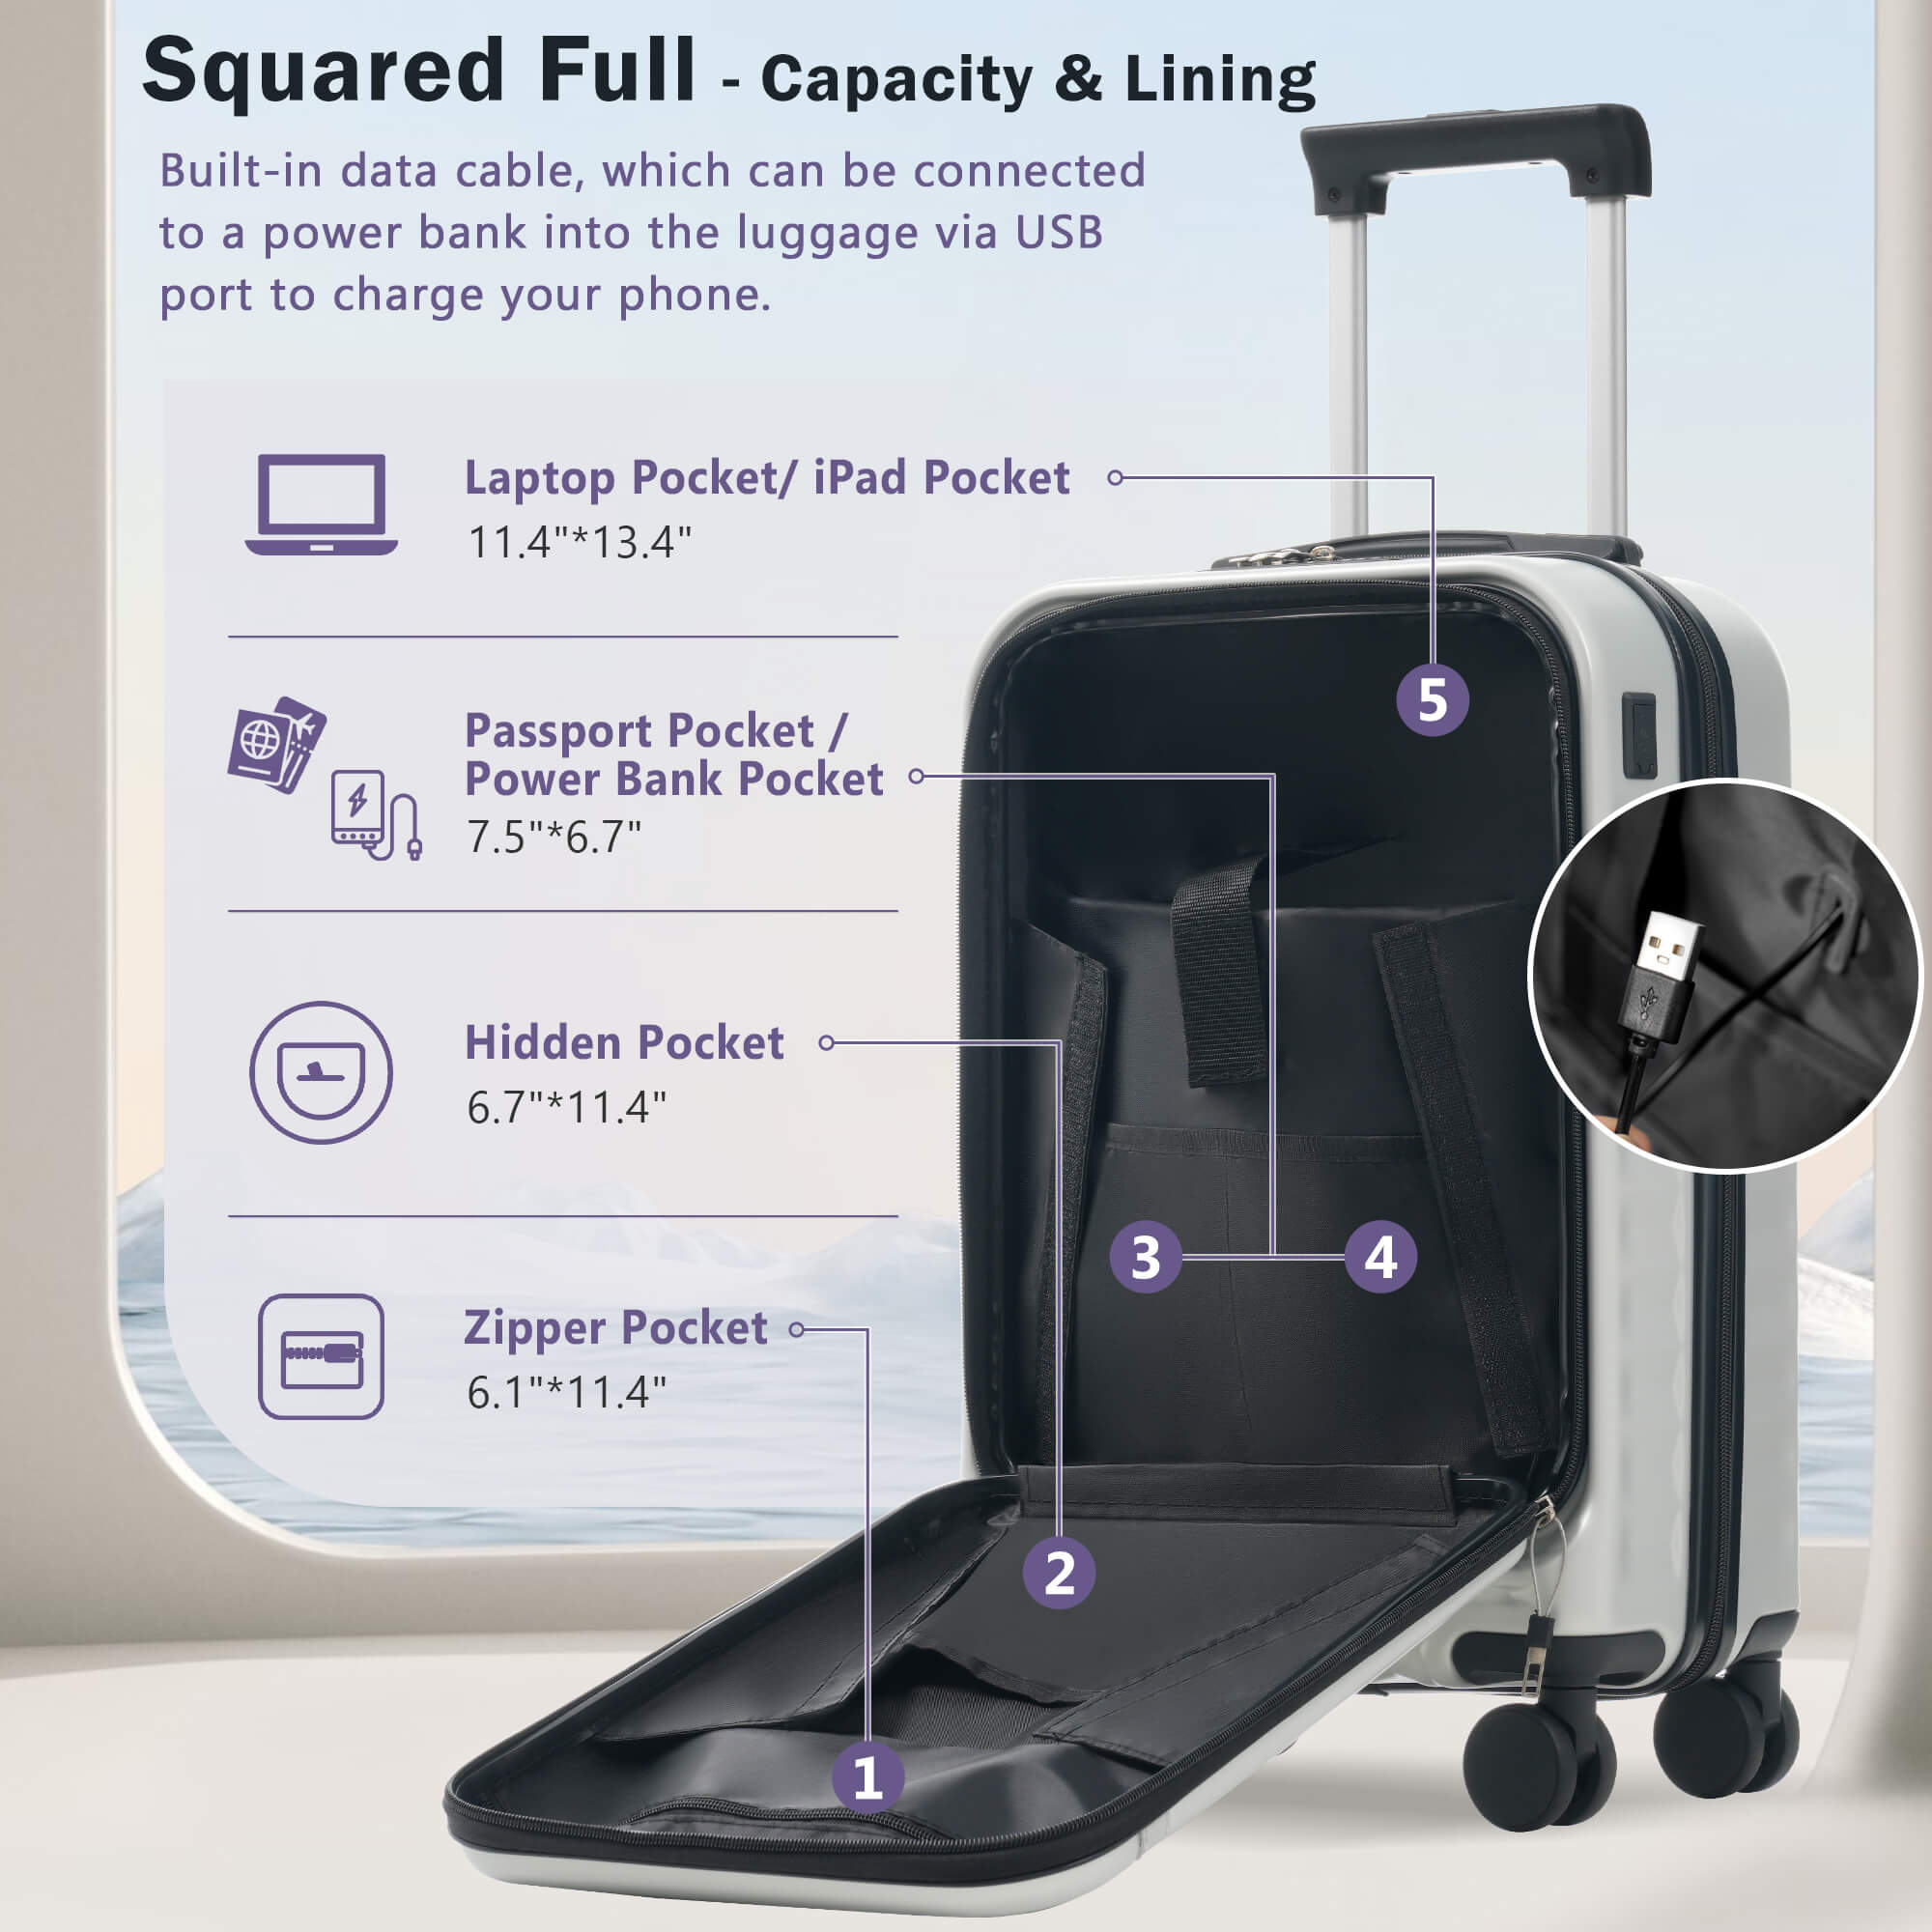 Squared Full - Capacity & Lining
Built-in data cable, which can be connected
to a power bank into the luggage via USB
port to charge your phone.
Laptop Pocket/ iPad Pocket
11.4"*13.4"
5
Passport Pocket /
Power Bank Pocket
7.5"*6.7"
Hidden Pocket
6.7"*11.4"
3
4
Zipper Pocket
6.1"*11.4"
2
1